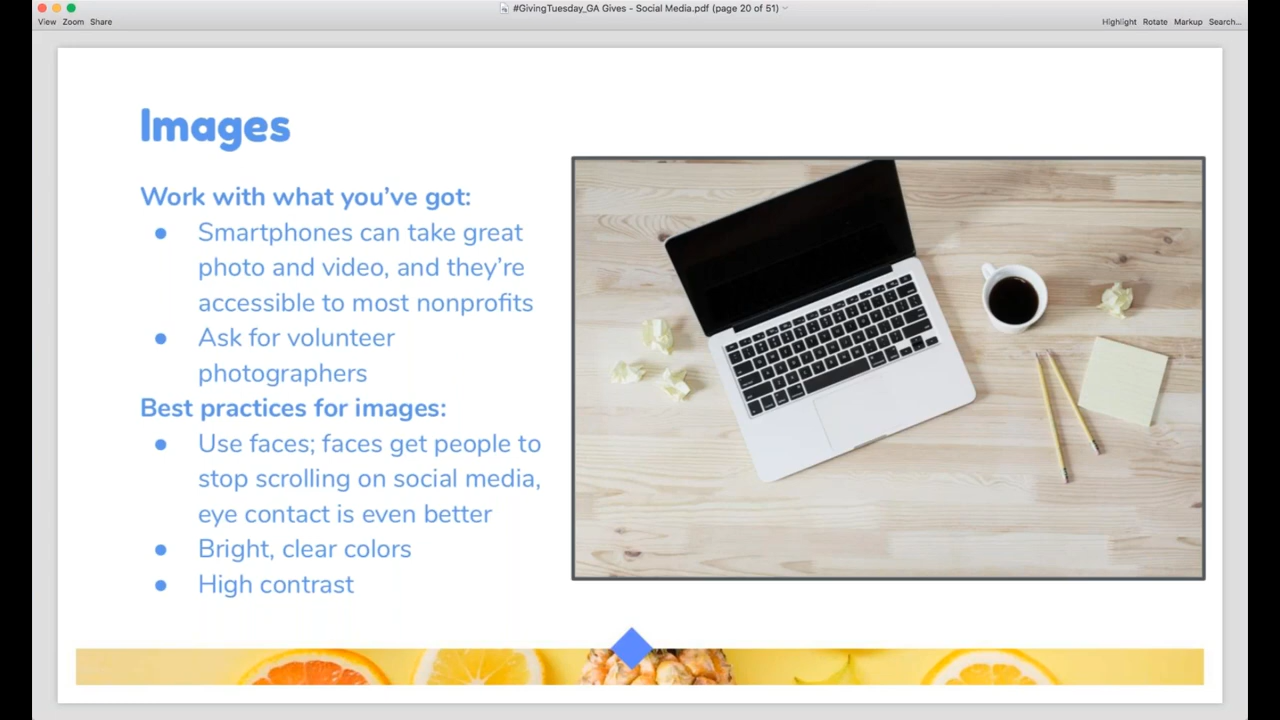 #GivingTuesday_GA Gives - Social Media.pdf (page 20 of 51)
View Zoom Share
Highlight Rotate Markup Search...
Images
Work with what you’ve got:
● Smartphones can take great
photo and video, and they’re
accessible to most nonprofits
● Ask for volunteer
photographers
Best practices for images:
● Use faces; faces get people to
stop scrolling on social media,
eye contact is even better
● Bright, clear colors
● High contrast